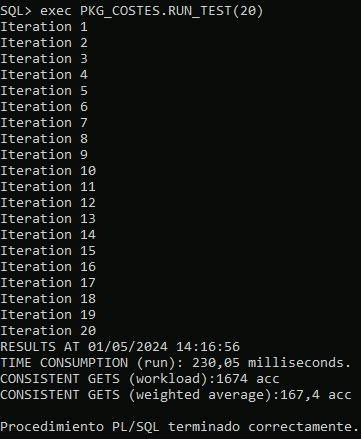 SQL> exec PKG_COSTES.RUN_TEST(20)
Iteration 1
Iteration 2
Iteration 3
Iteration 4
Iteration 5
Iteration 6
Iteration 7
Iteration 8
Iteration 9
Iteration 10
Iteration 11
Iteration 12
Iteration 13
Iteration 14
Iteration 15
Iteration 16
Iteration 17
Iteration 18
Iteration 19
Iteration 20
RESULTS AT 01/05/2024 14:16:56
TIME CONSUMPTION (run): 230,05 milliseconds.
CONSISTENT GETS (workload):1674 acc
CONSISTENT GETS (weighted average):167,4 acc
Procedimiento PL/SQL terminado correctamente.